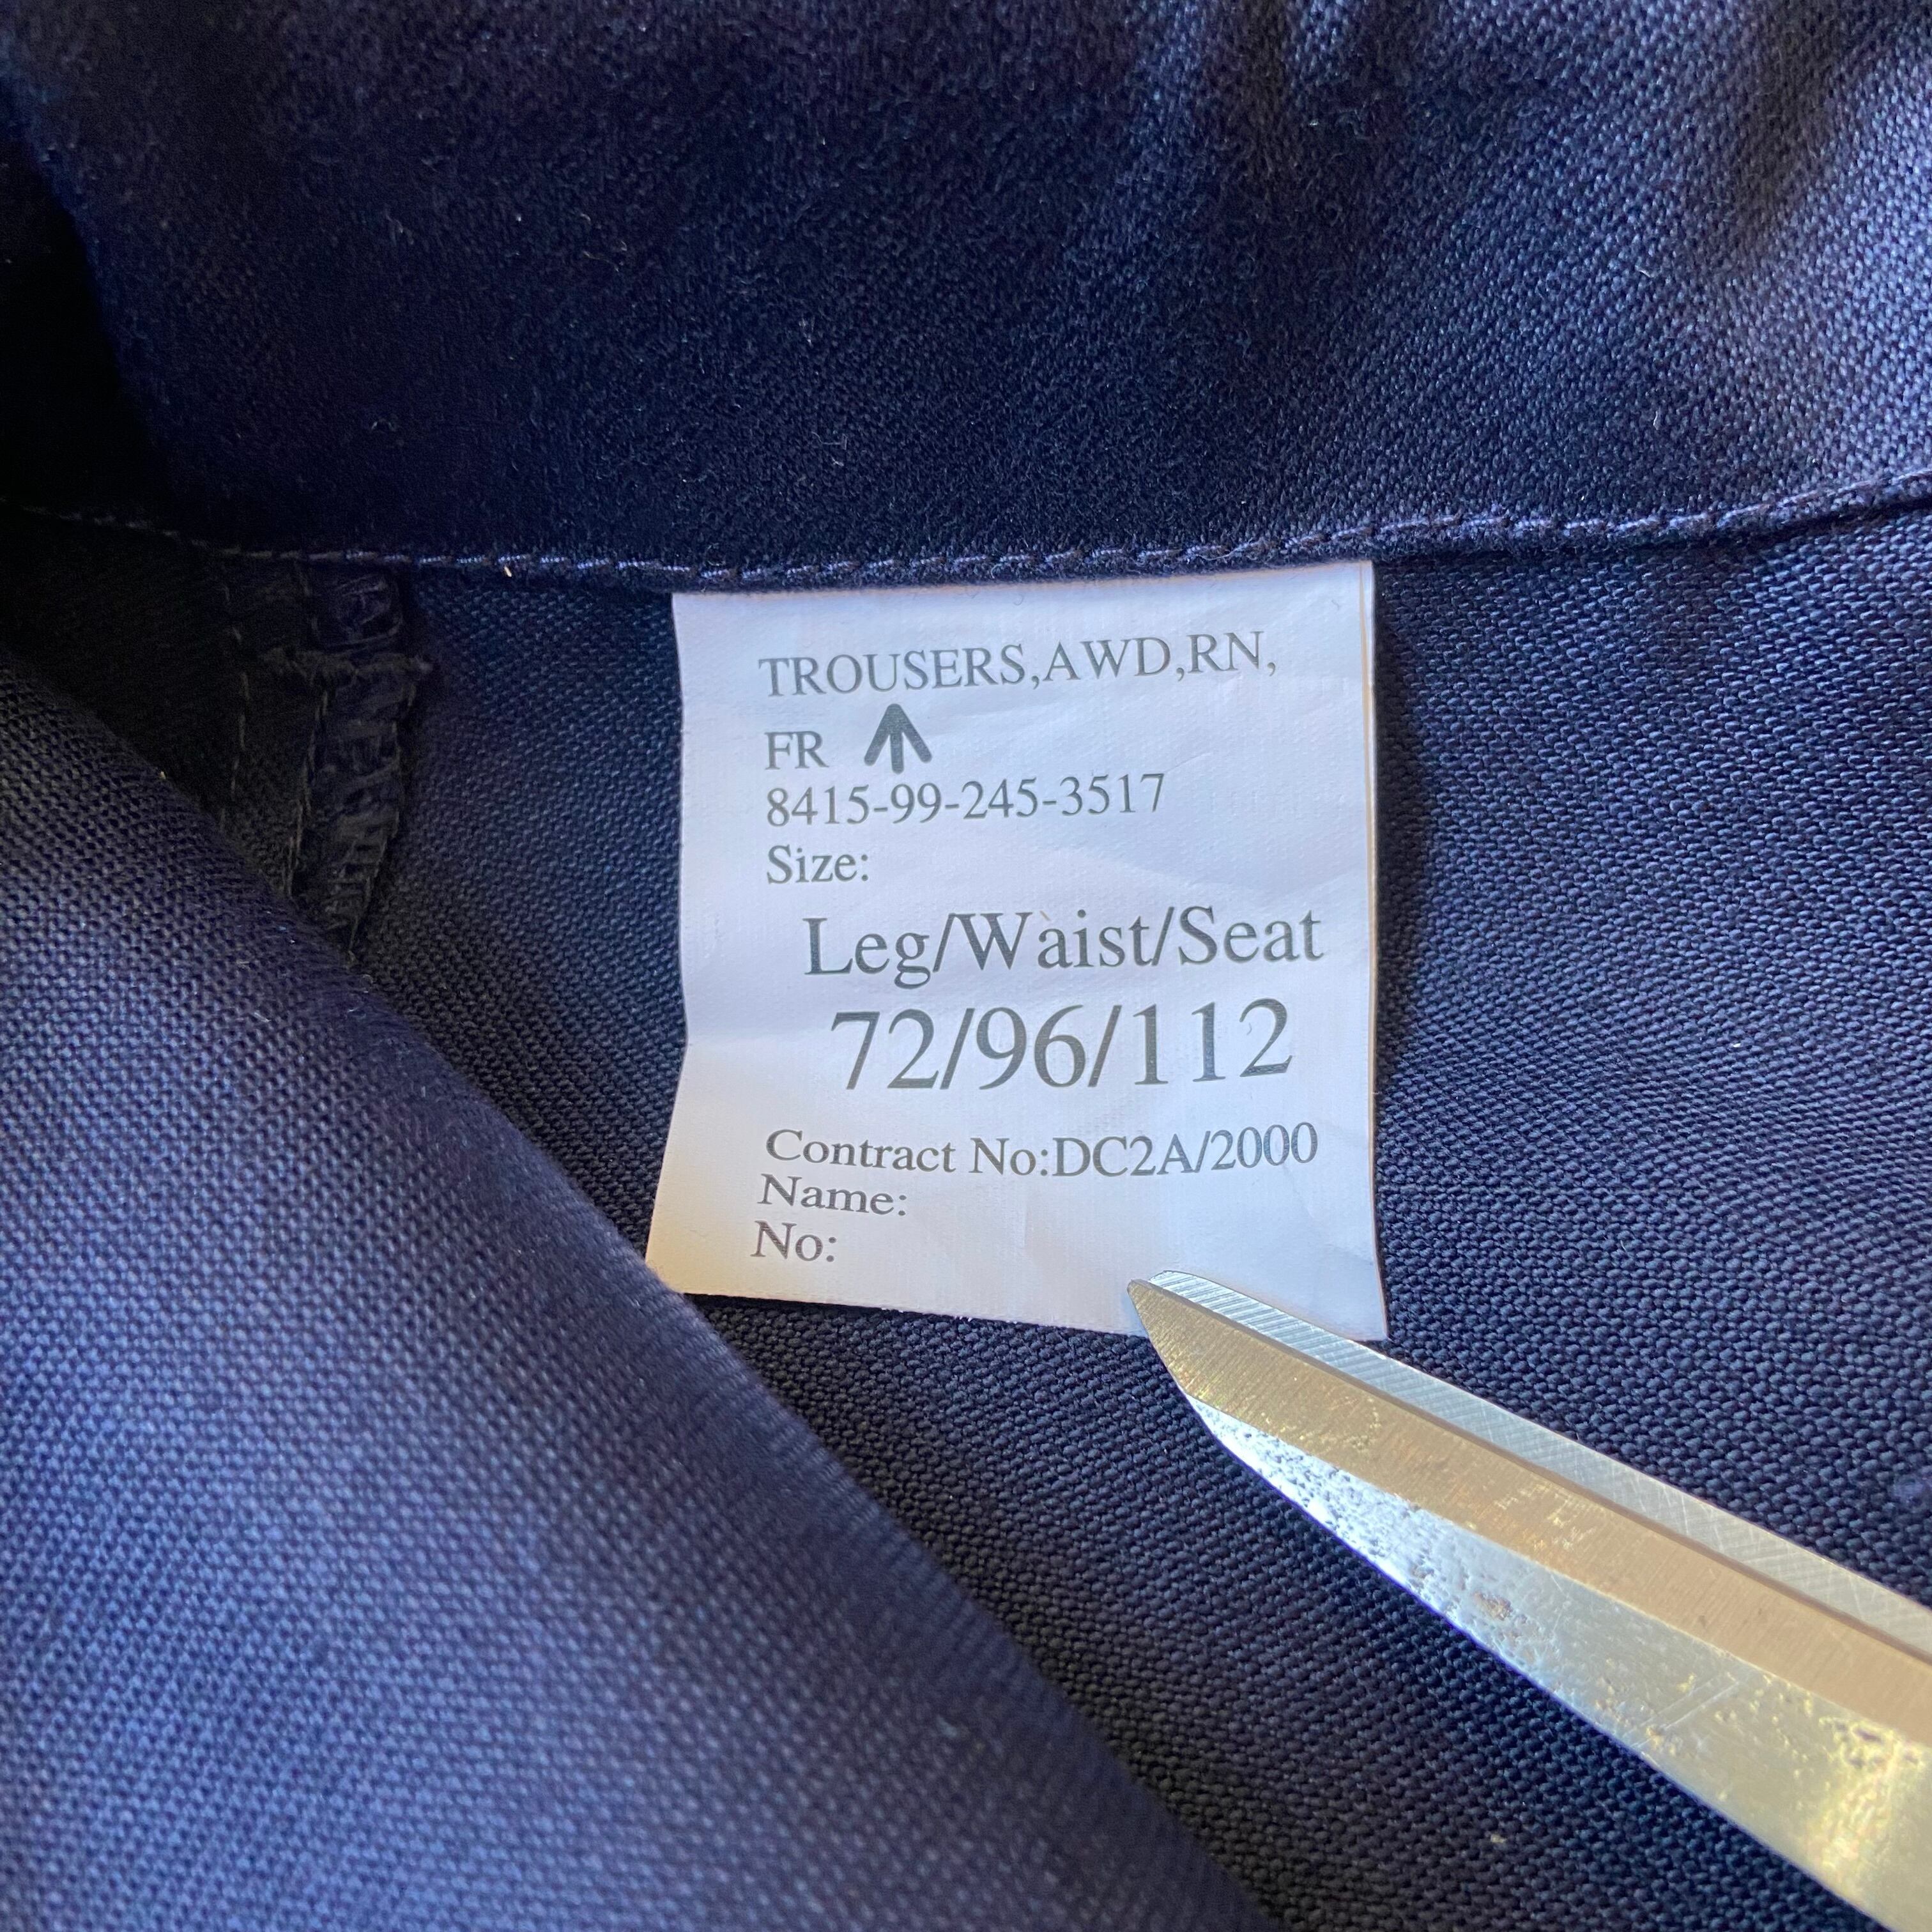 TROUSERS,AWD,RN,
FR
8415-99-245-3517
Size:
Leg/Waist/Seat
72/96/112
Contract No:DC2A/2000
Name:
No: